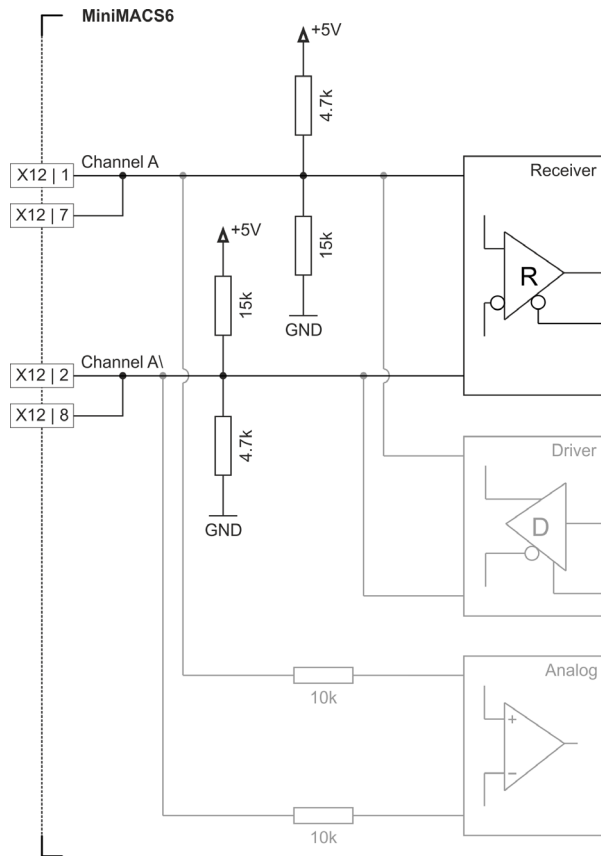 MiniMACS6
+5V
4.7k
X12 | 1
Channel A
Receiver
X12 | 7
+5V
15k
R
15k
GND
X12 | 2
Channel A\
X12 | 8
4.7k
Driver
GND
D
Analog
10k
+
−
10k